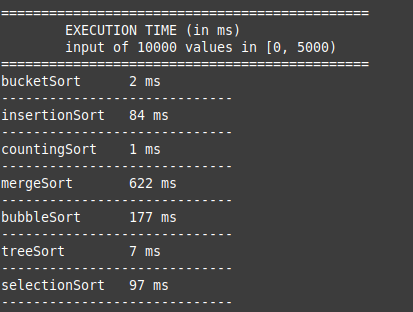 ==============================================
        EXECUTION TIME (in ms)
        input of 10000 values in [0, 5000)
==============================================
bucketSort      2 ms
-----------------------------
insertionSort   84 ms
-----------------------------
countingSort    1 ms
-----------------------------
mergeSort       622 ms
-----------------------------
bubbleSort      177 ms
-----------------------------
treeSort        7 ms
-----------------------------
selectionSort   97 ms
-----------------------------